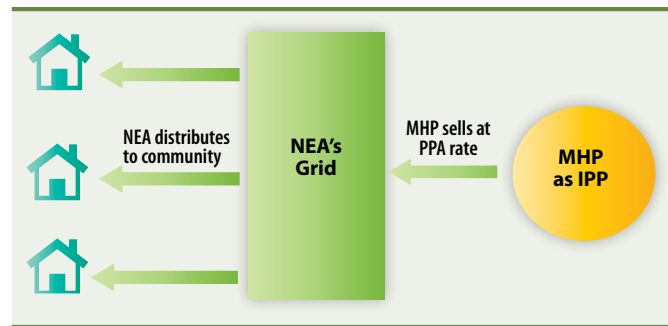 NEA distributes
to community
NEA's
Grid
MHP sells at
PPA rate
MHP
as IPP